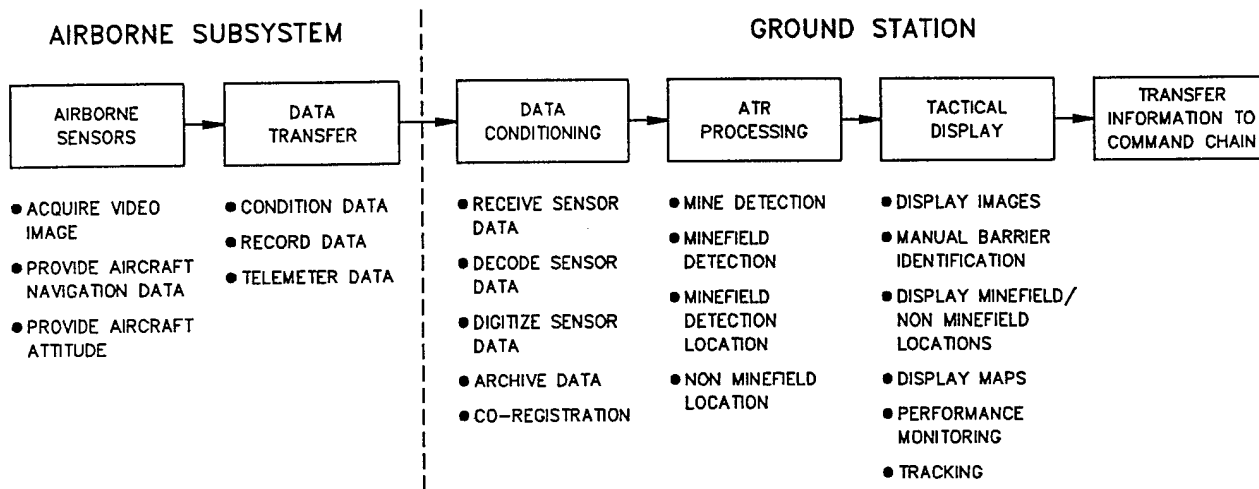 AIRBORNE SUBSYSTEM
GROUND STATION
AIRBORNE
SENSORS
DATA
TRANSFER
DATA
CONDITIONING
ATR
PROCESSING
TACTICAL
DISPLAY
TRANSFER
INFORMATION TO
COMMAND CHAIN
● ACQUIRE VIDEO
IMAGE
● PROVIDE AIRCRAFT
NAVIGATION DATA
● PROVIDE AIRCRAFT
ATTITUDE
● CONDITION DATA
● RECORD DATA
● TELEMETER DATA
● RECEIVE SENSOR
DATA
● DECODE SENSOR
DATA
● DIGITIZE SENSOR
DATA
● ARCHIVE DATA
● CO-REGISTRATION
● MINE DETECTION
● MINEFIELD
DETECTION
● MINEFIELD
DETECTION
LOCATION
● NON MINEFIELD
LOCATION
● DISPLAY IMAGES
● MANUAL BARRIER
IDENTIFICATION
● DISPLAY MINEFIELD/
NON MINEFIELD
LOCATIONS
● DISPLAY MAPS
● PERFORMANCE
MONITORING
● TRACKING